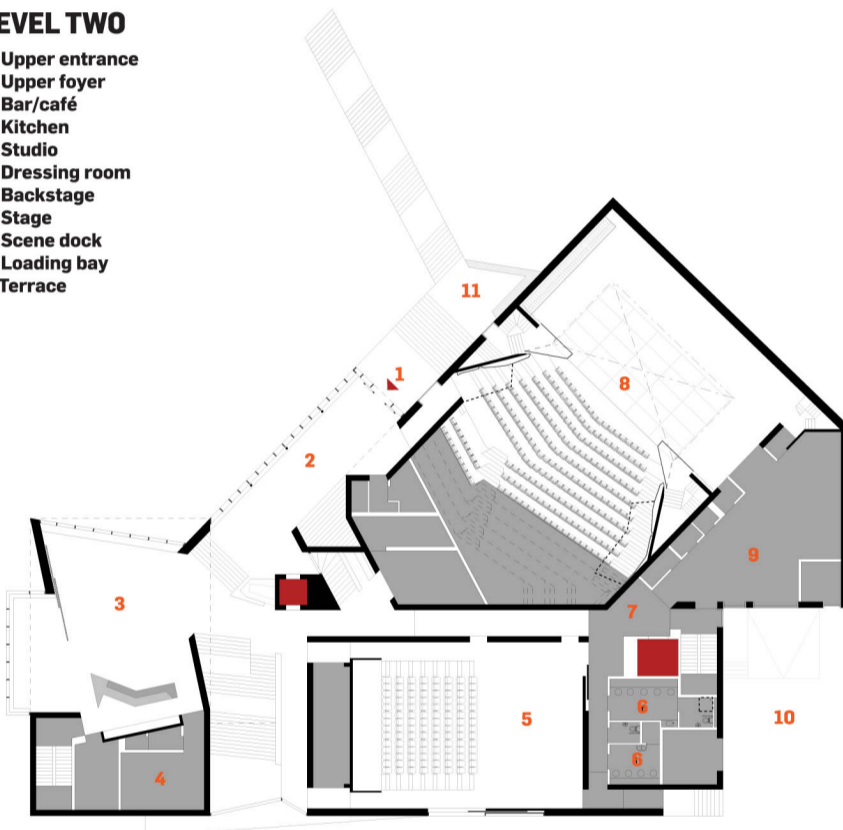 EVEL TWO
Upper entrance
Upper foyer
Bar/café
Kitchen
Studio
Dressing room
Backstage
Stage
Scene dock
Loading bay
Terrace
11
1
8
2
9
3
7
6
5
10
6
4